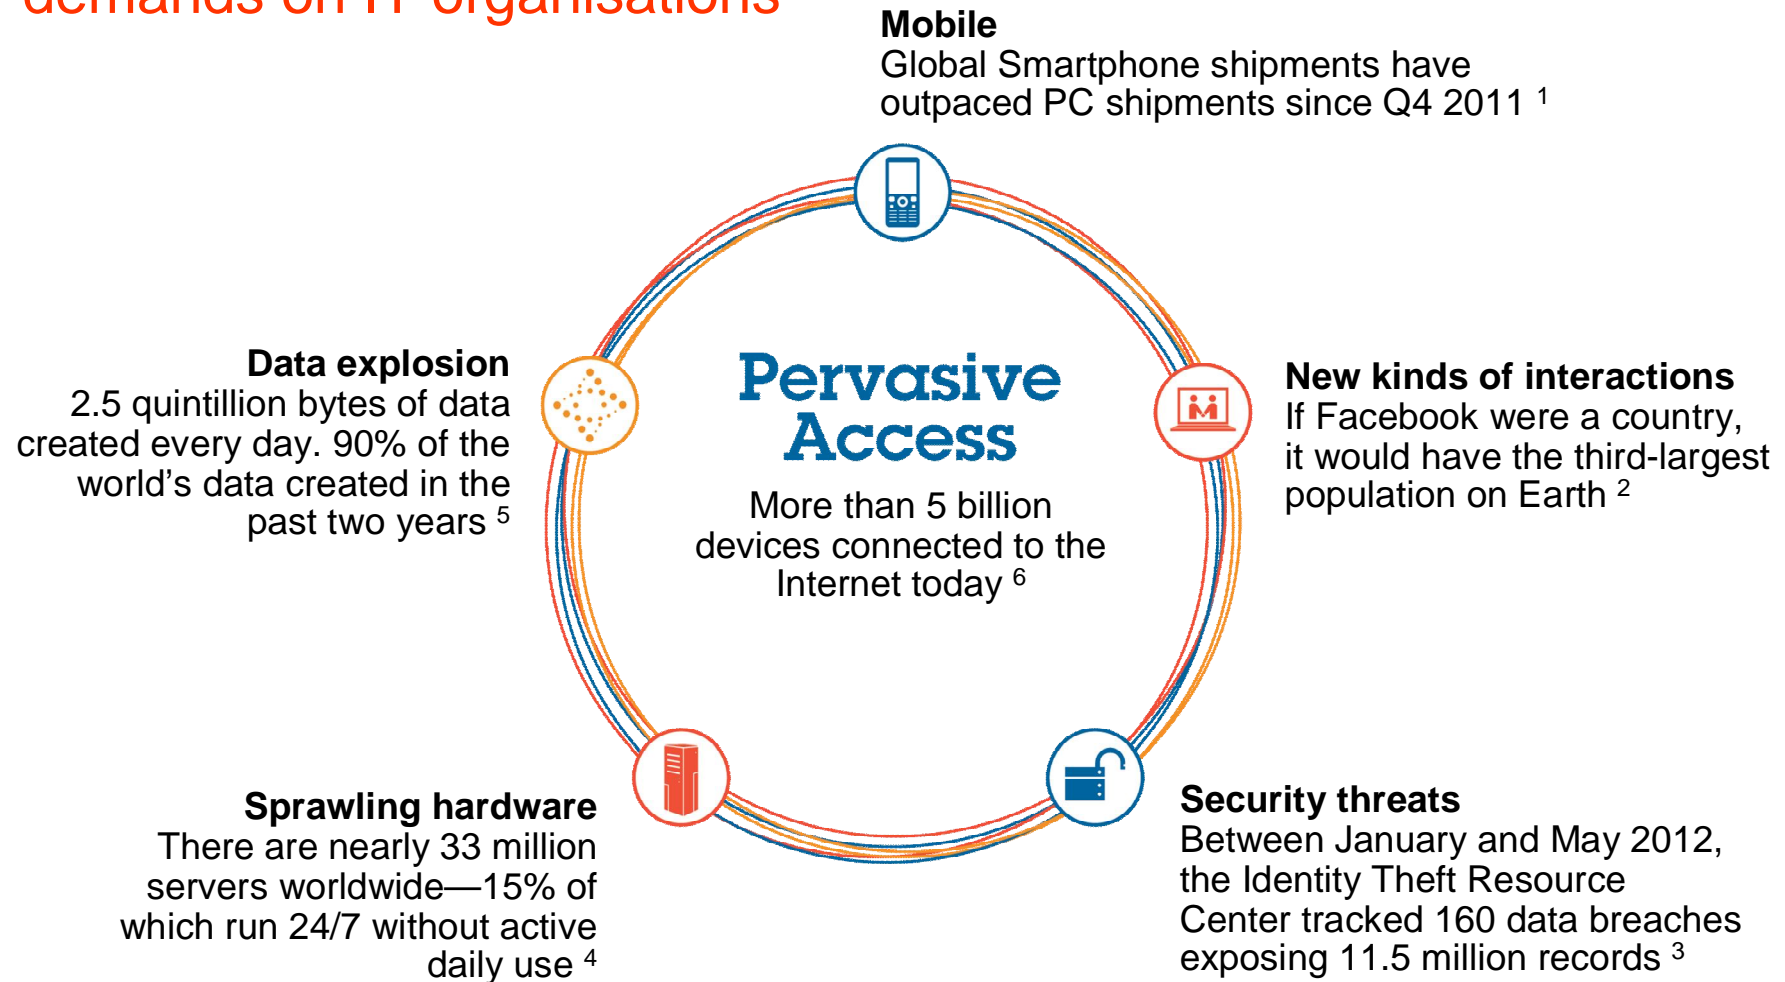 demands on IT organisations
Mobile
Global Smartphone shipments have
outpaced PC shipments since Q4 2011 1
Data explosion
2.5 quintillion bytes of data
created every day. 90% of the
world’s data created in the
past two years 5
Pervasive
Access
More than 5 billion
devices connected to the
Internet today 6
New kinds of interactions
If Facebook were a country,
it would have the third-largest
population on Earth 2
Sprawling hardware
There are nearly 33 million
servers worldwide—15% of
which run 24/7 without active
daily use 4
Security threats
Between January and May 2012,
the Identity Theft Resource
Center tracked 160 data breaches
exposing 11.5 million records 3